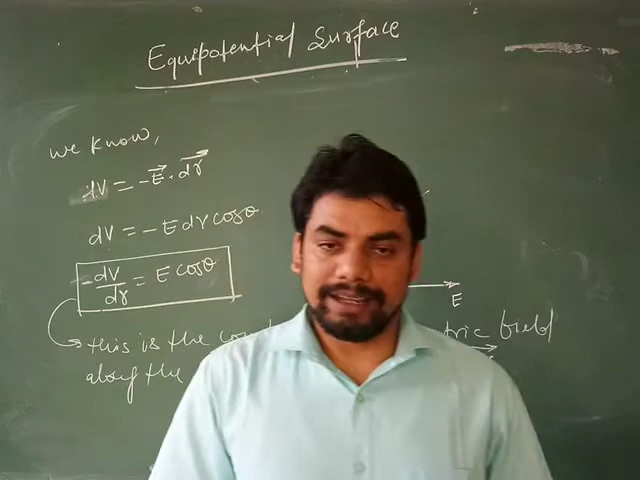 Equipotential Surface
we know,
dV = -E⃗ . dr⃗
dV = - E dr cosθ
-dV/dr = E cosθ
E
this is the tric field
along the